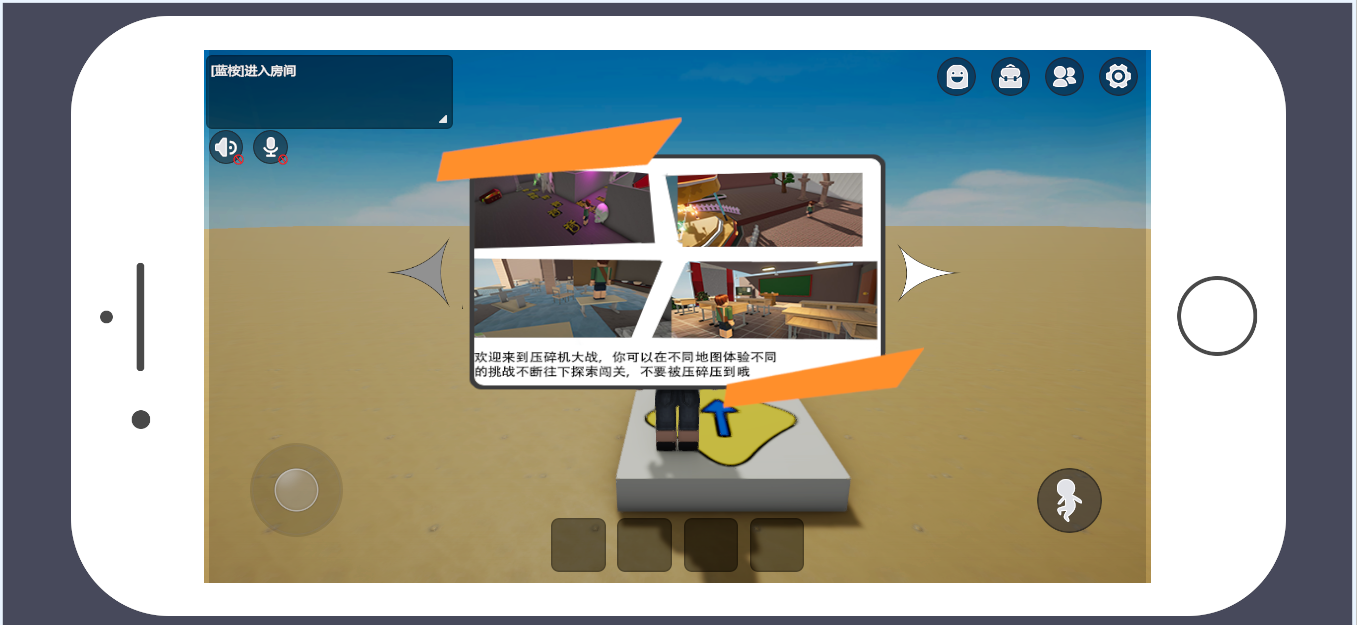 [蓝桉]进入房间
欢迎来到压碎机大战，你可以在不同地图体验不同
的挑战不断往下探索闯关，不要被压碎压到哦